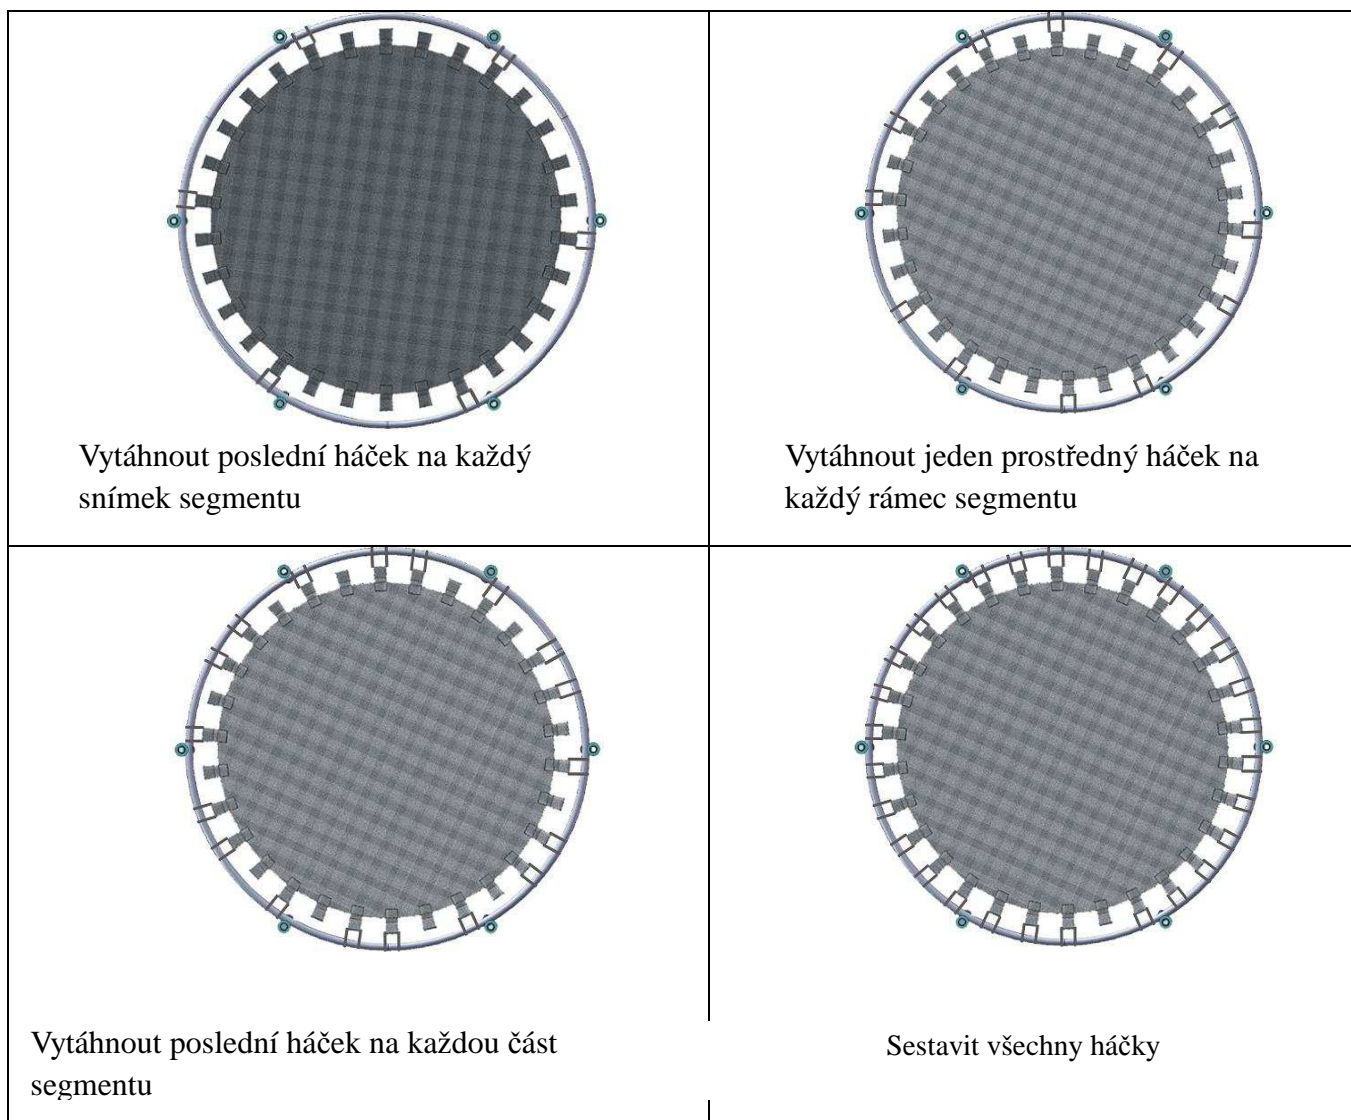 Vytáhnout poslední háček na každý
snímek segmentu
Vytáhnout jeden prostředný háček na
každý rámec segmentu
Vytáhnout poslední háček na každou část
segmentu
Sestavit všechny háčky